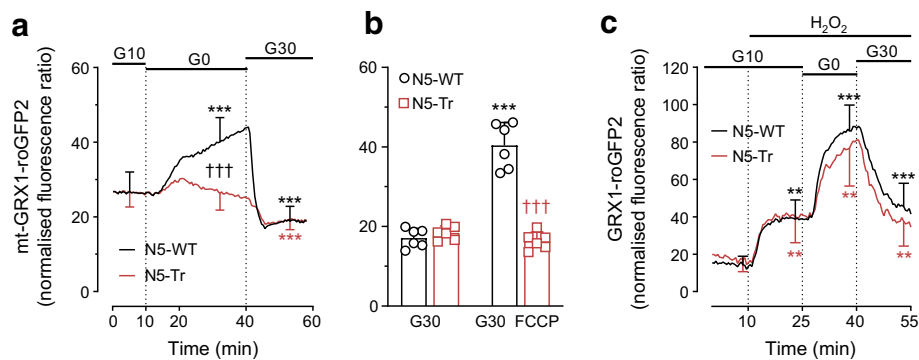 a
G10
G0
G30
mt-GRX1-roGFP2
(normalised fluorescence ratio)
60
40
20
0
***
†††
***
***
N5-WT
N5-Tr
0 10 20 40 60
Time (min)
b
60
40
20
0
N5-WT
N5-Tr
***
†††
G30
G30 FCCP
c
H₂O₂
G10
G0
G30
GRX1-roGFP2
(normalised fluorescence ratio)
120
100
80
60
40
20
0
N5-WT
N5-Tr
***
**
***
**
**
**
10 25 40 55
Time (min)